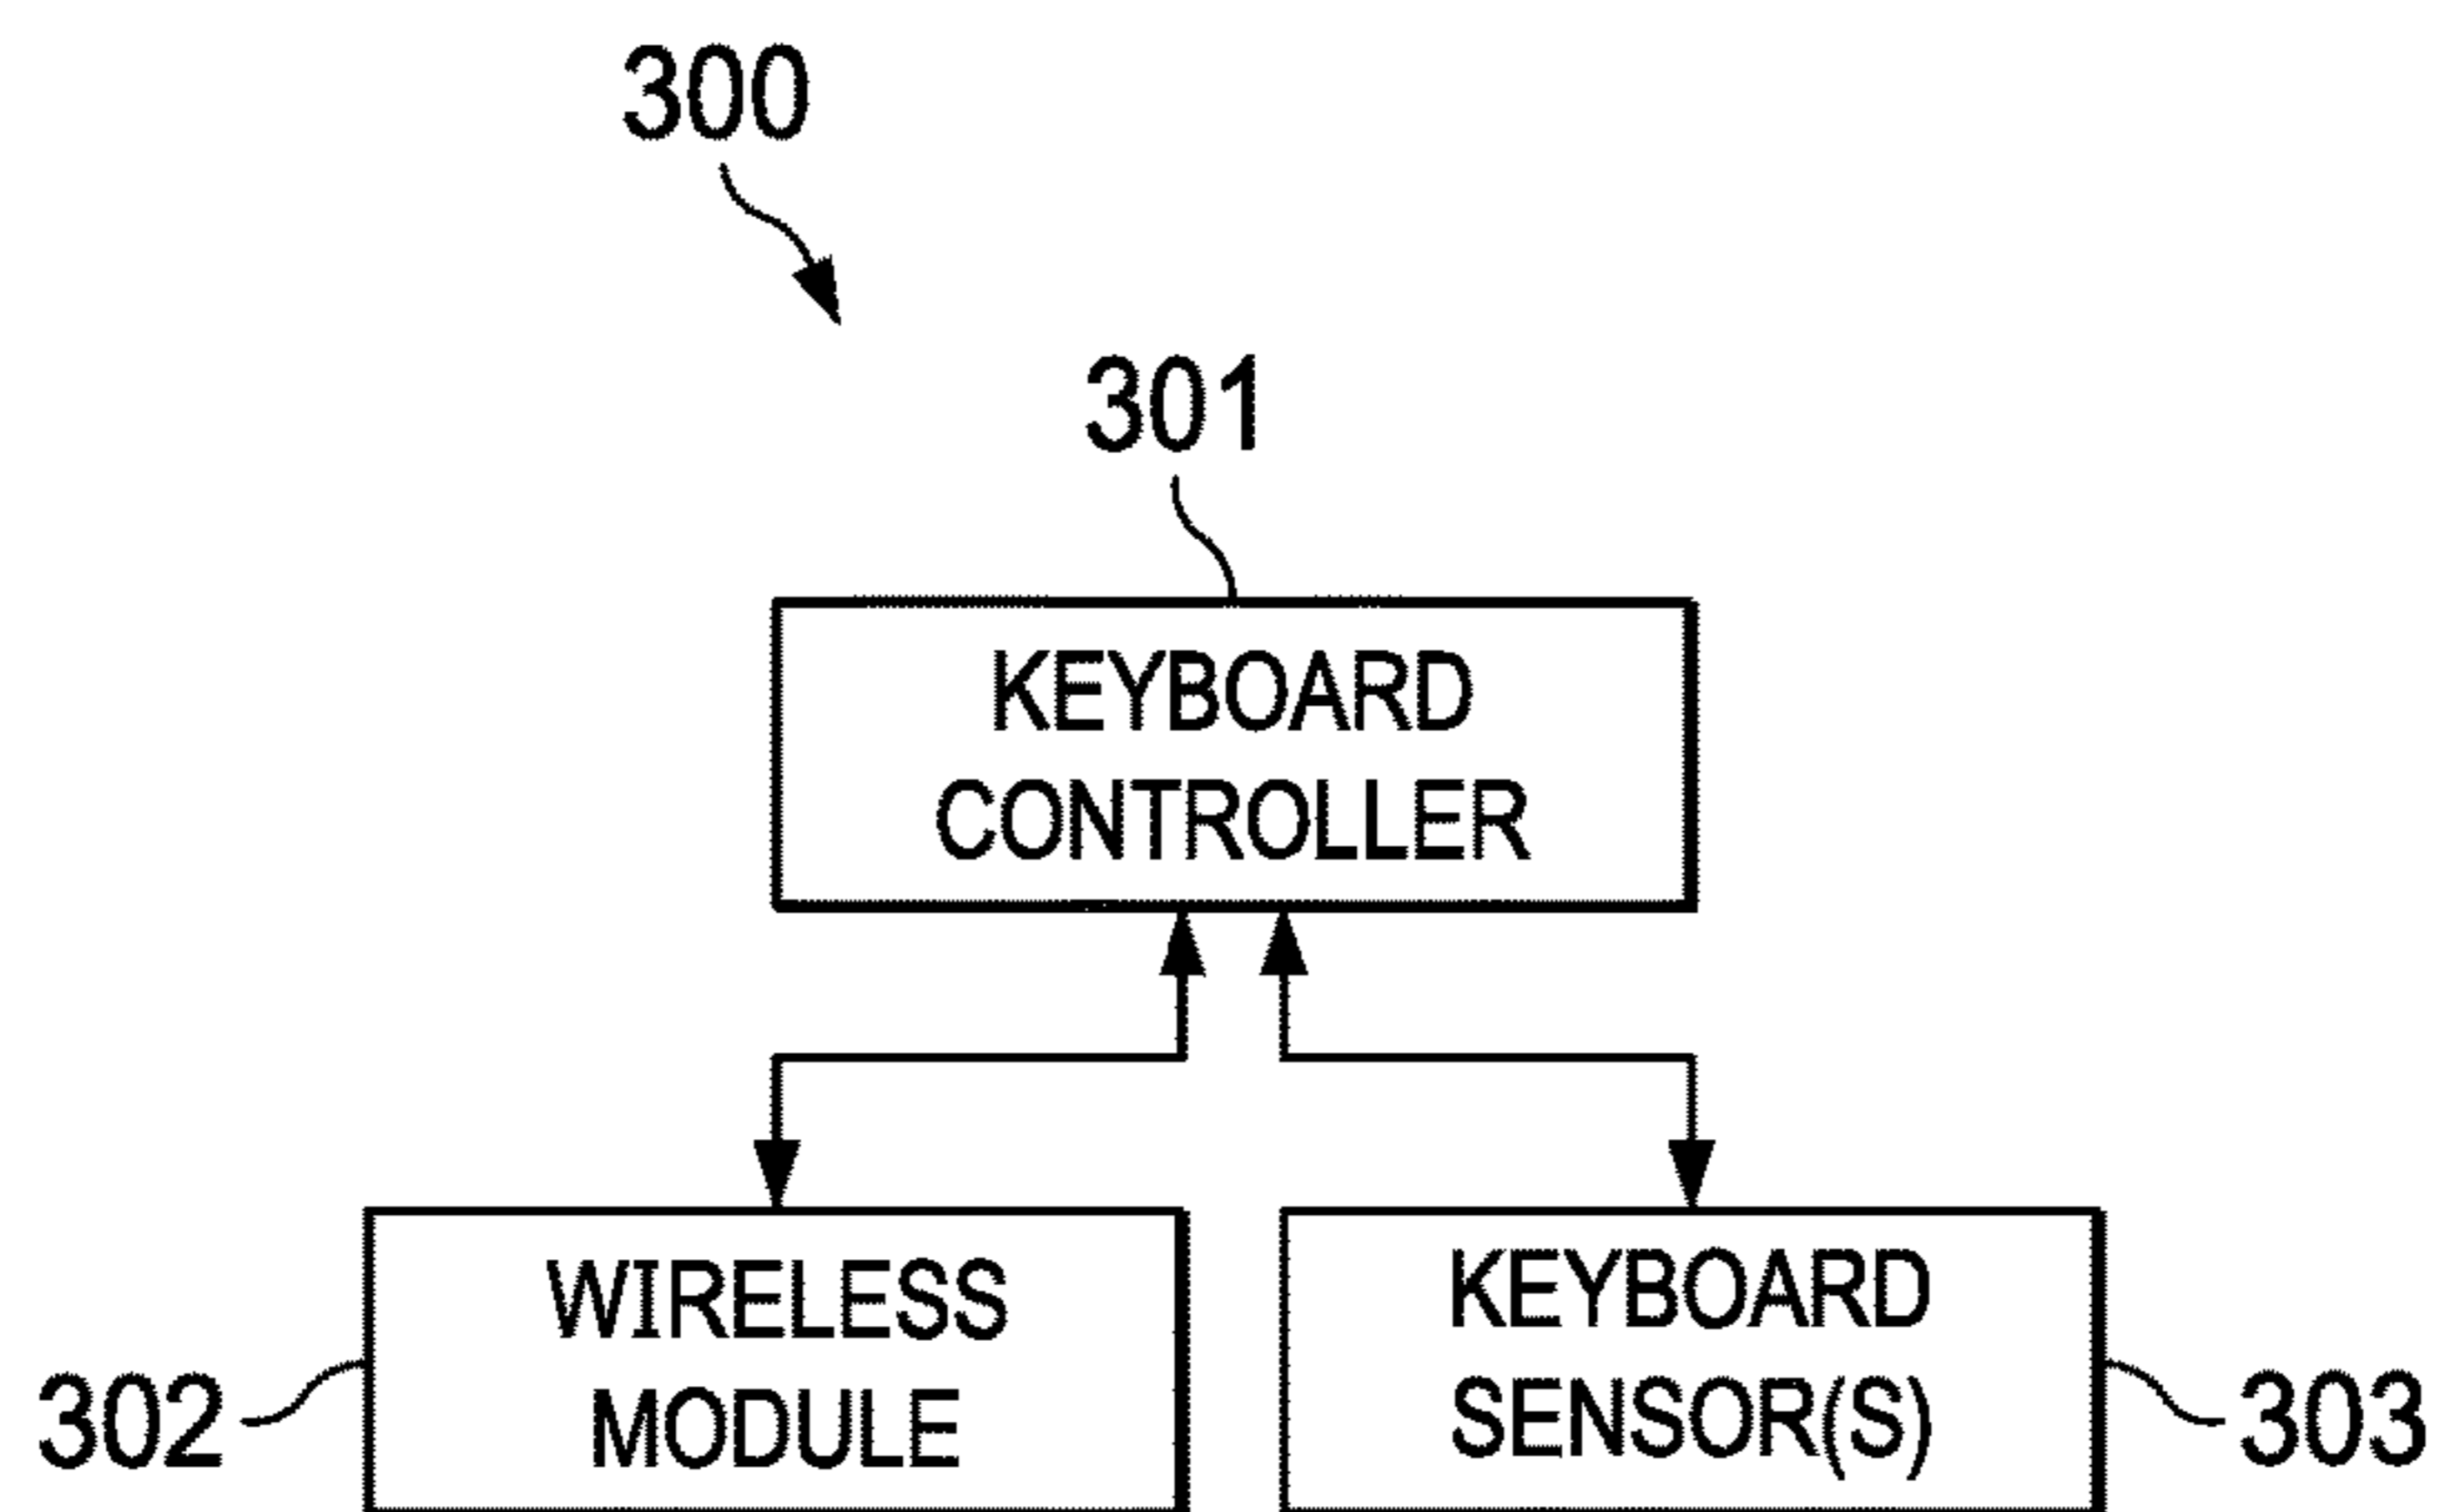 300
301
KEYBOARD
CONTROLLER
WIRELESS
MODULE
302
KEYBOARD
SENSOR(S)
303